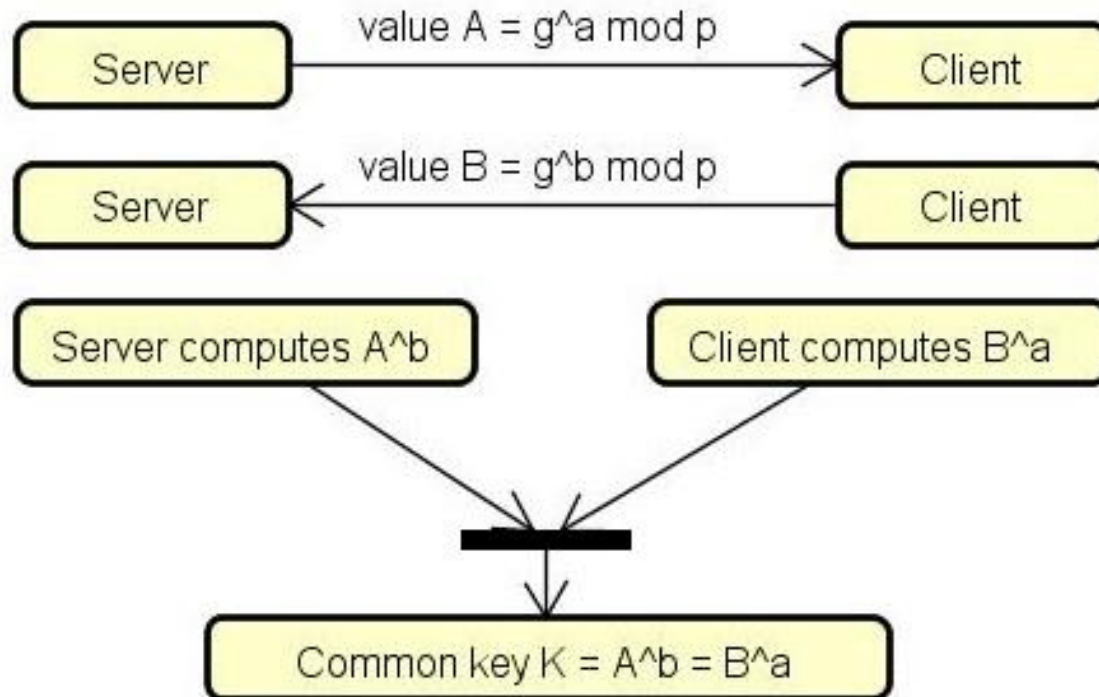 value A = g^a mod p
Server
Client
value B = g^b mod p
Server
Client
Server computes A^b
Client computes B^a
Common key K = A^b = B^a